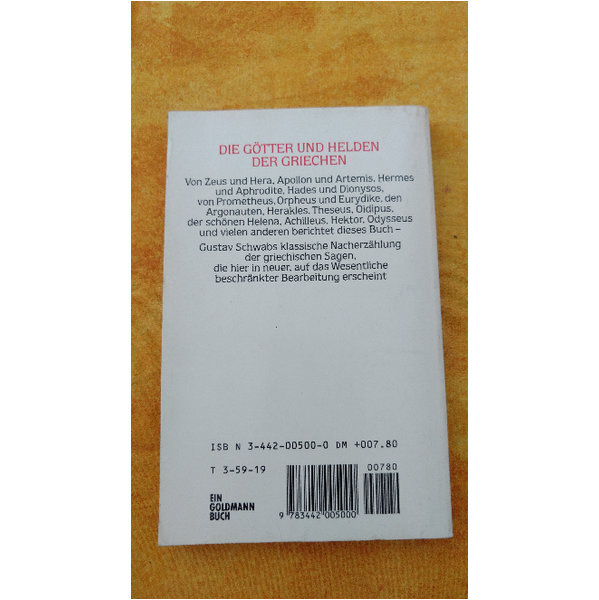 DIE GÖTTER UND HELDEN
DER GRIECHEN
Von Zeus und Hera, Apollon und Artemis, Hermes
und Aphrodite, Hades und Dionysos,
von Prometheus, Orpheus und Eurydike, den
Argonauten, Herakles, Theseus, Oidipus,
der schönen Helena, Achilleus, Hektor, Odysseus
und vielen anderen berichtet dieses Buch –
Gustav Schwabs klassische Nacherzählung
der griechischen Sagen,
die hier in neuer, auf das Wesentliche
beschränkter Bearbeitung erscheint
ISB N 3-442-00500-0 DM +007.80
T 3-59-19
00780
EIN
GOLDMANN
BUCH
9 783442 005000